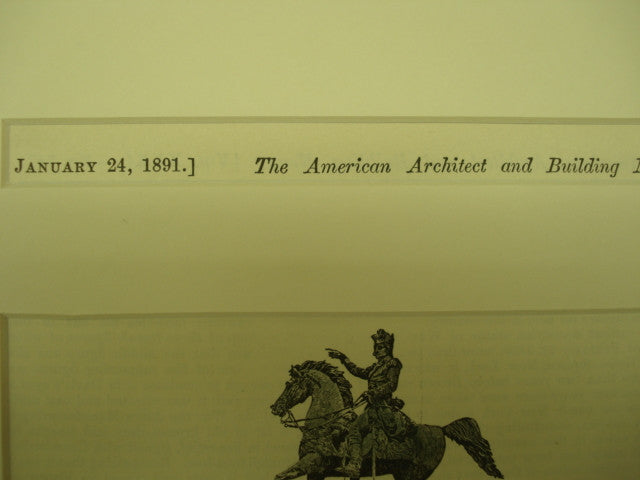 JANUARY 24, 1891.] The American Architect and Building